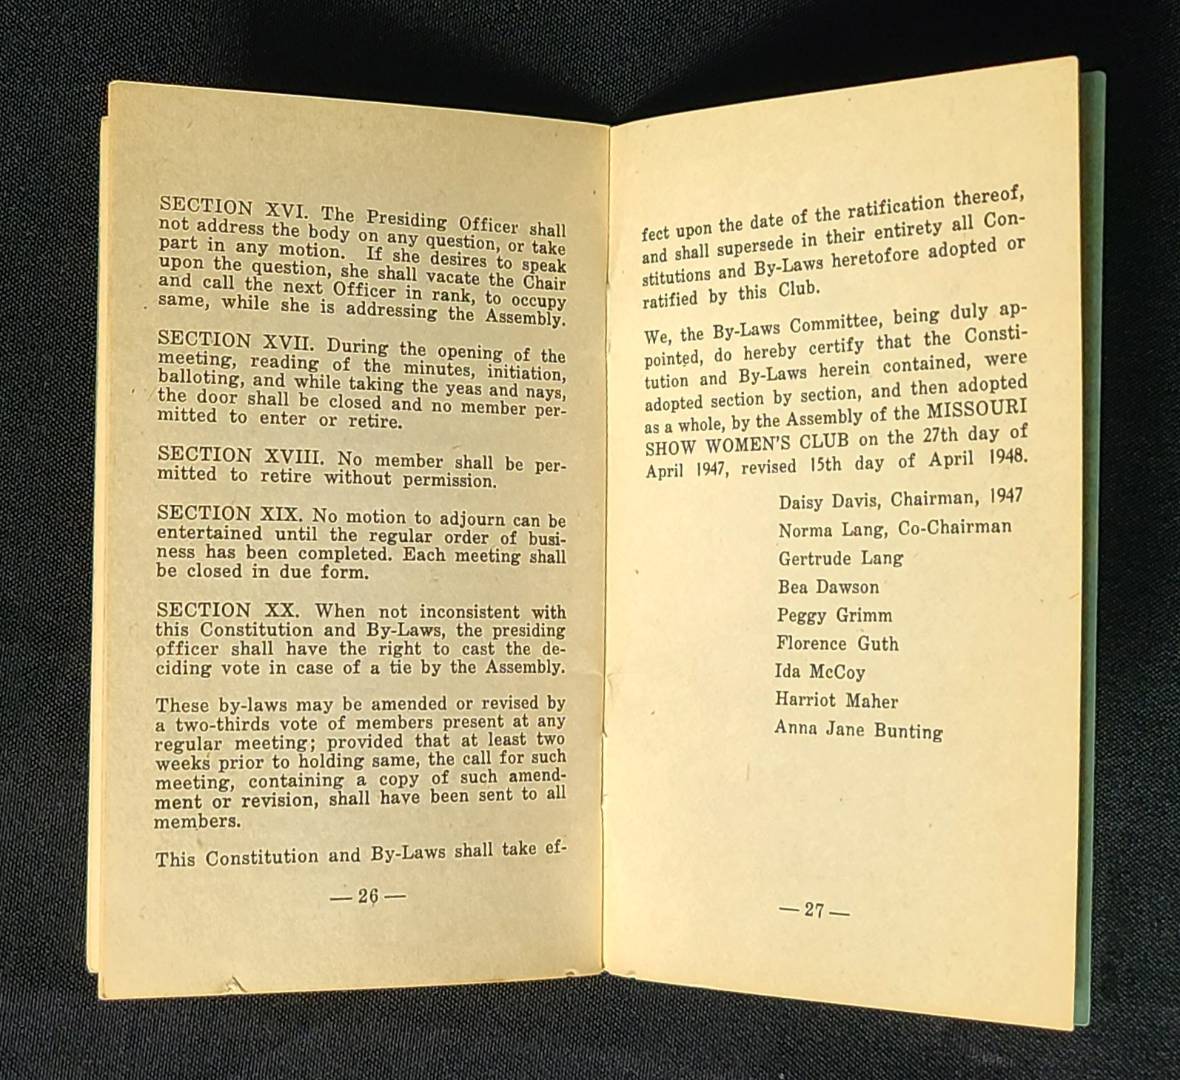 SECTION XVI. The Presiding Officer shall
not address the body on any question, or take
part in any motion. If she desires to speak
upon the question, she shall vacate the Chair
and call the next Officer in rank, to occupy
same, while she is addressing the Assembly.
SECTION XVII. During the opening of the
meeting, reading of the minutes, initiation,
balloting, and while taking the yeas and nays,
the door shall be closed and no member per-
mitted to enter or retire.
SECTION XVIII. No member shall be per-
mitted to retire without permission.
SECTION XIX. No motion to adjourn can be
entertained until the regular order of busi-
ness has been completed. Each meeting shall
be closed in due form.
SECTION XX. When not inconsistent with
this Constitution and By-Laws, the presiding
officer shall have the right to cast the de-
ciding vote in case of a tie by the Assembly.
These by-laws may be amended or revised by
a two-thirds vote of members present at any
regular meeting; provided that at least two
weeks prior to holding same, the call for such
meeting, containing a copy of such amend-
ment or revision, shall have been sent to all
members.
This Constitution and By-Laws shall take ef-
— 26 —
fect upon the date of the ratification thereof,
and shall supersede in their entirety all Con-
stitutions and By-Laws heretofore adopted or
ratified by this Club.
We, the By-Laws Committee, being duly ap-
pointed, do hereby certify that the Consti-
tution and By-Laws herein contained, were
adopted section by section, and then adopted
as a whole, by the Assembly of the MISSOURI
SHOW WOMEN'S CLUB on the 27th day of
April 1947, revised 15th day of April 1948.
Daisy Davis, Chairman, 1947
Norma Lang, Co-Chairman
Gertrude Lang
Bea Dawson
Peggy Grimm
Florence Guth
Ida McCoy
Harriot Maher
Anna Jane Bunting
— 27 —